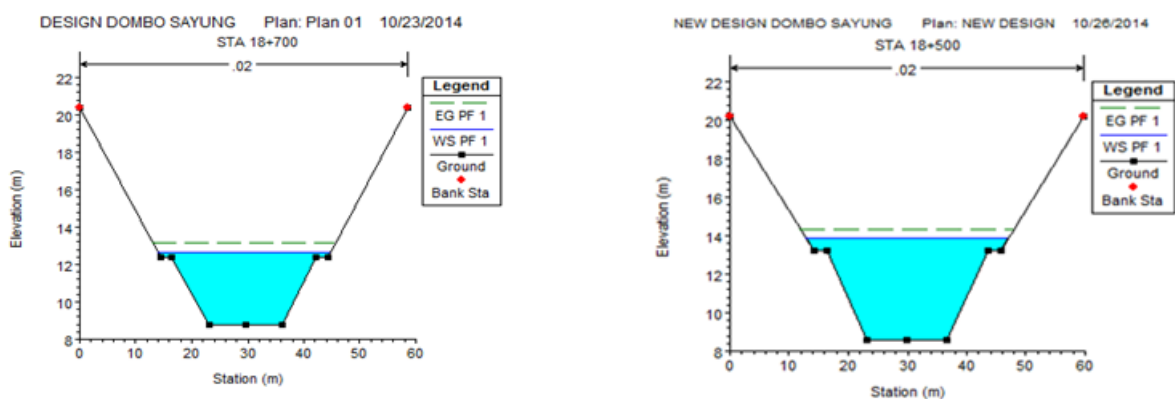 DESIGN DOMBO SAYUNG Plan: Plan 01 10/23/2014
STA 18+700
.02
Legend
EG PF 1
WS PF 1
Ground
Bank Sta
22
20
18
16
14
12
10
8
Elevation (m)
0 10 20 30 40 50 60
Station (m)
NEW DESIGN DOMBO SAYUNG Plan: NEW DESIGN 10/26/2014
STA 18+500
.02
Legend
EG PF 1
WS PF 1
Ground
Bank Sta
22
20
18
16
14
12
10
8
Elevation (m)
0 10 20 30 40 50 60
Station (m)